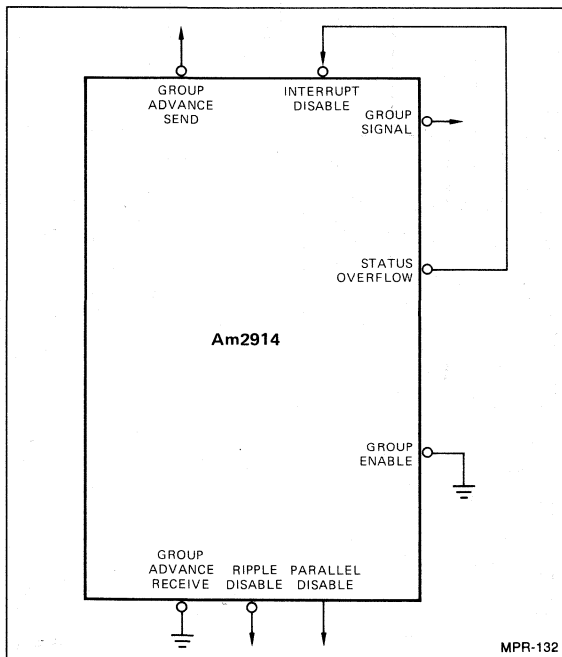 GROUP
ADVANCE
SEND
INTERRUPT
DISABLE
GROUP
SIGNAL
STATUS
OVERFLOW
Am2914
GROUP
ENABLE
GROUP
ADVANCE
RECEIVE
RIPPLE
DISABLE
PARALLEL
DISABLE
MPR-132